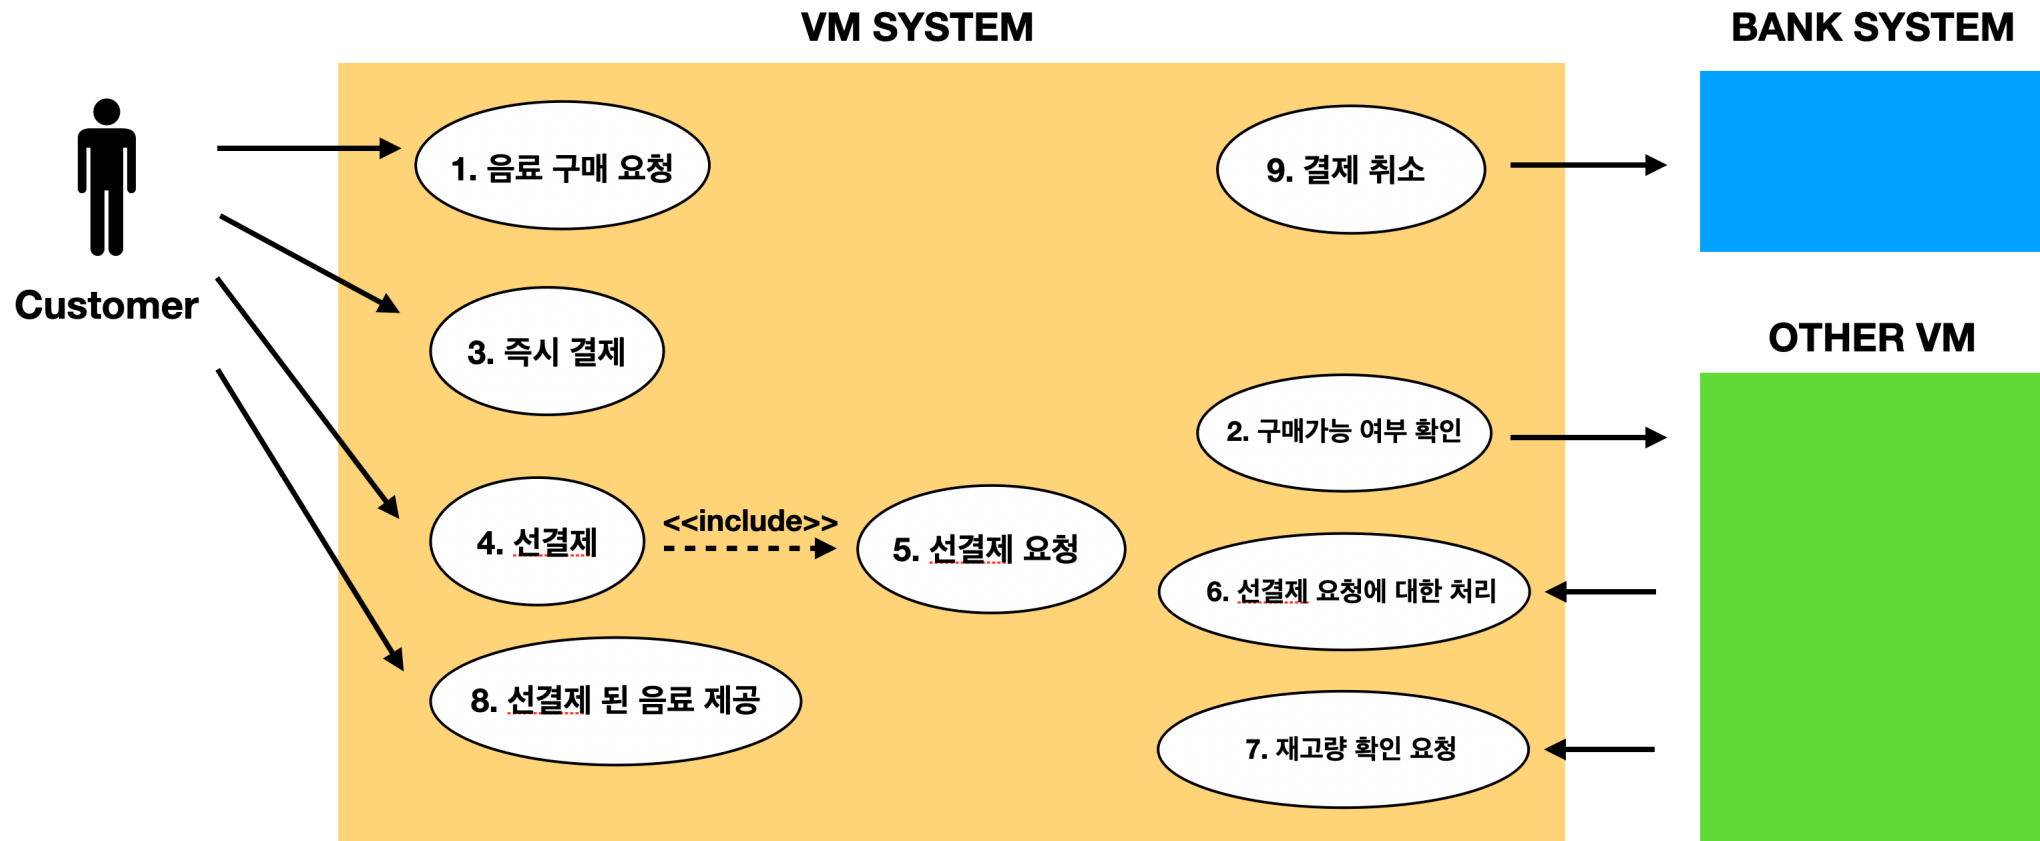 VM SYSTEM
BANK SYSTEM
Customer
1. 음료 구매 요청
3. 즉시 결제
4. 선결제
<<include>>
5. 선결제 요청
8. 선결제 된 음료 제공
9. 결제 취소
OTHER VM
2. 구매가능 여부 확인
6. 선결제 요청에 대한 처리
7. 재고량 확인 요청